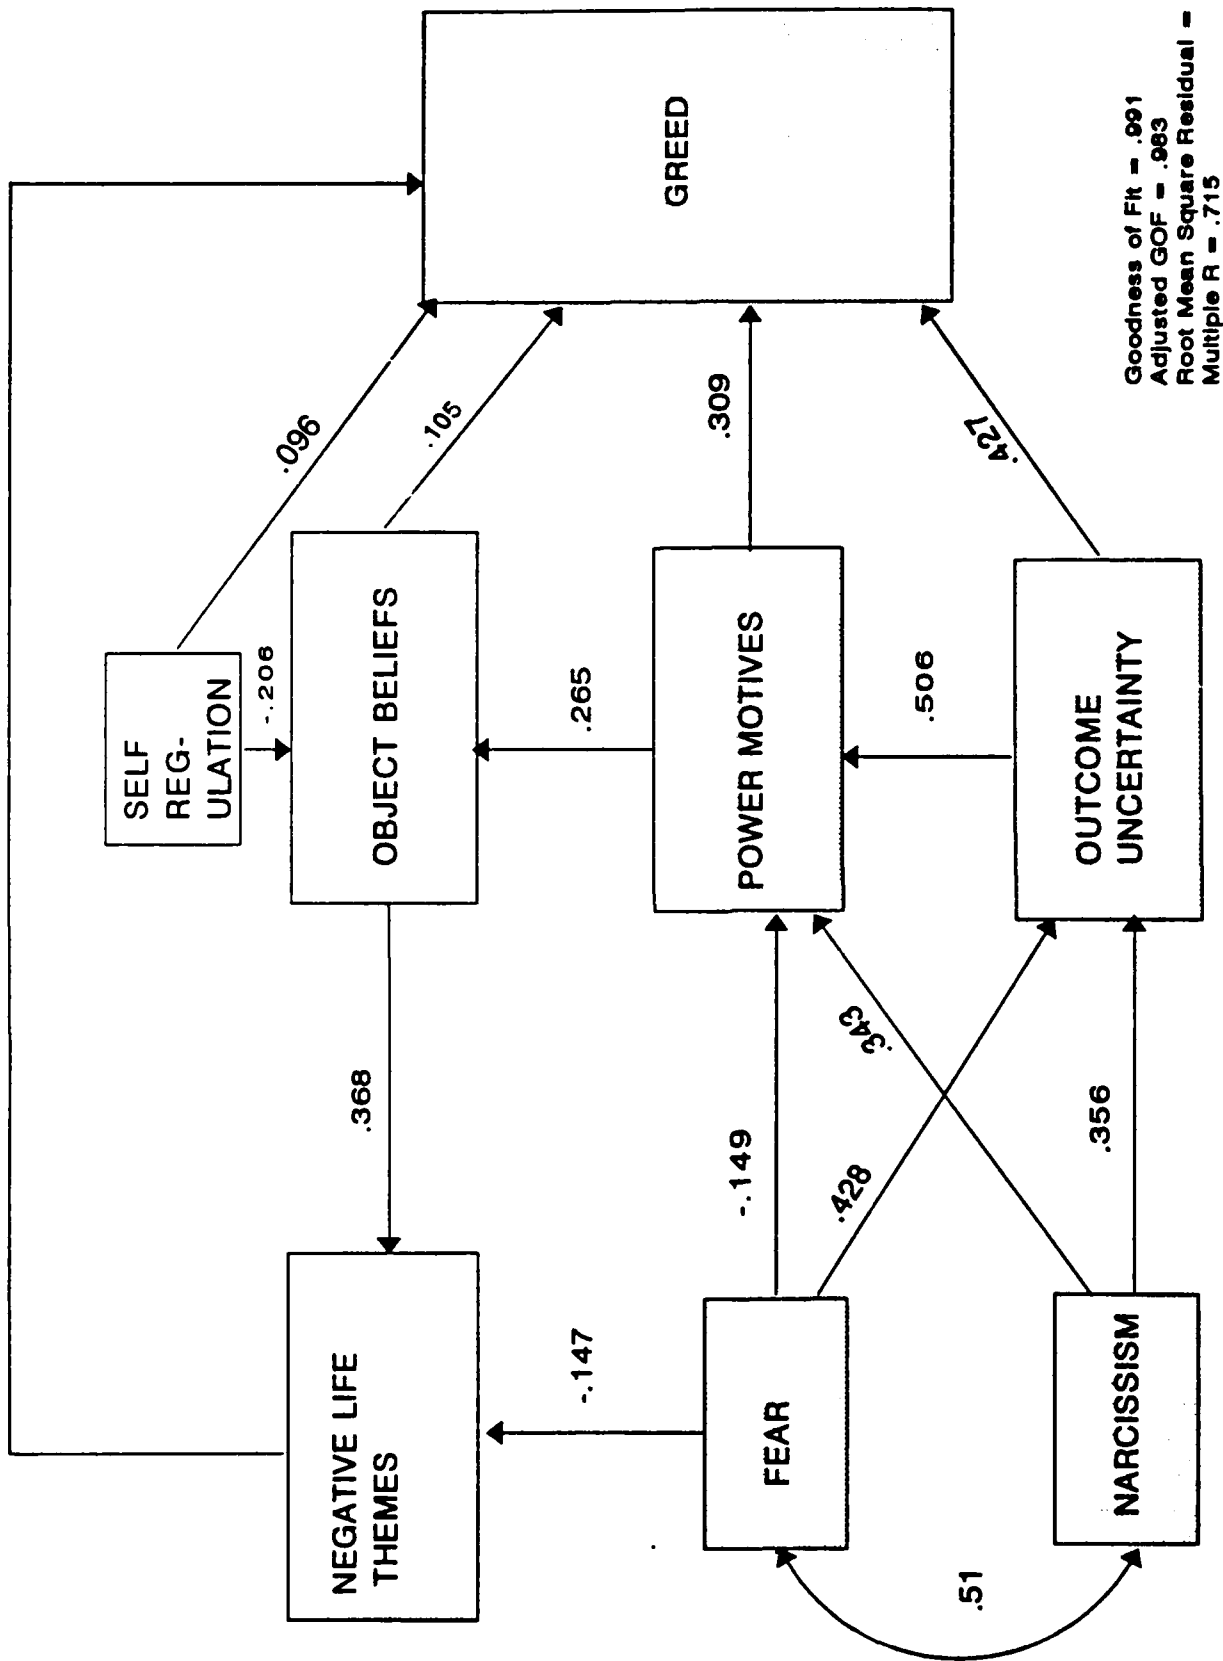 SELF
REG-
ULATION
-.206
.096
NEGATIVE LIFE
THEMES
.368
OBJECT BELIEFS
.105
GREED
-.147
.265
.309
FEAR
-.149
POWER MOTIVES
.428
.343
.506
.427
.51
NARCISSISM
.356
OUTCOME
UNCERTAINTY
Goodness of Fit = .991
Adjusted GOF = .983
Root Mean Square Residual =
Multiple R = .715